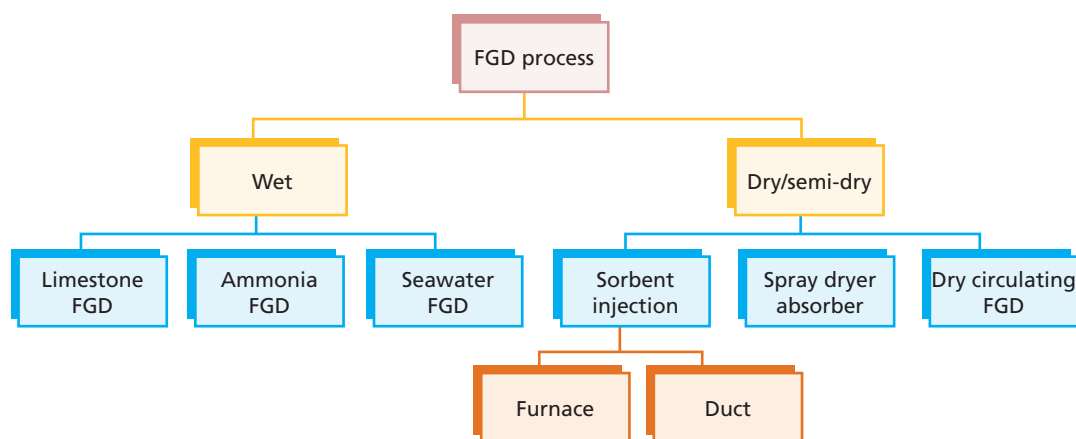 FGD process
Wet
Dry/semi-dry
Limestone
FGD
Ammonia
FGD
Seawater
FGD
Sorbent
injection
Spray dryer
absorber
Dry circulating
FGD
Furnace
Duct